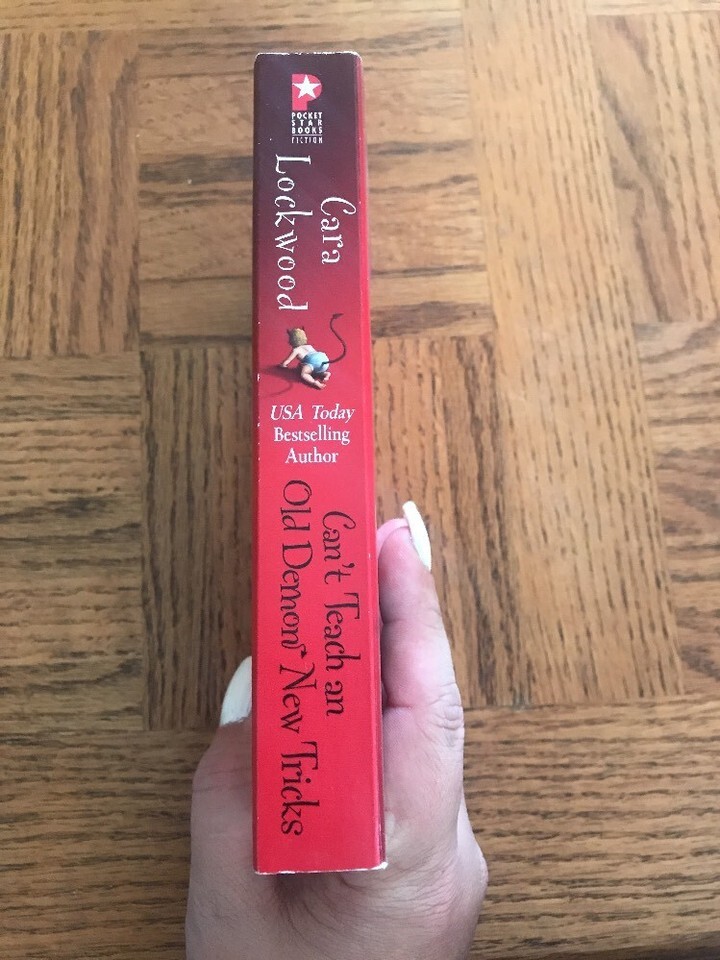 POCKET
STAR
BOOKS
FICTION
Cara
Lockwood
USA Today
Bestselling
Author
Can't Teach an
Old Demon New Tricks